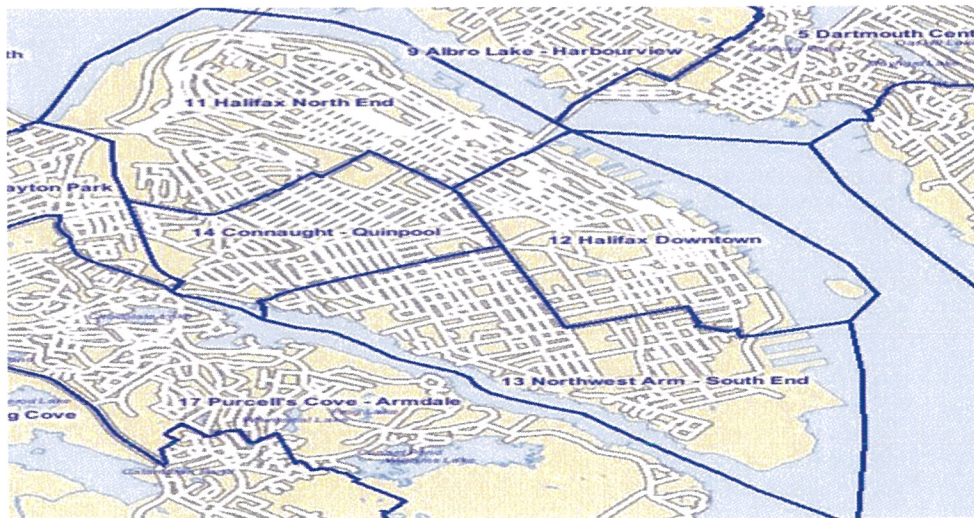 5 Dartmouth Cent
9 Albro Lake - Harbourview
th
11 Halifax North End
ayton Park
14 Connaught - Quinpool
12 Halifax Downtown
13 Northwest Arm - South End
17 Purcell's Cove - Armdale
g Cove